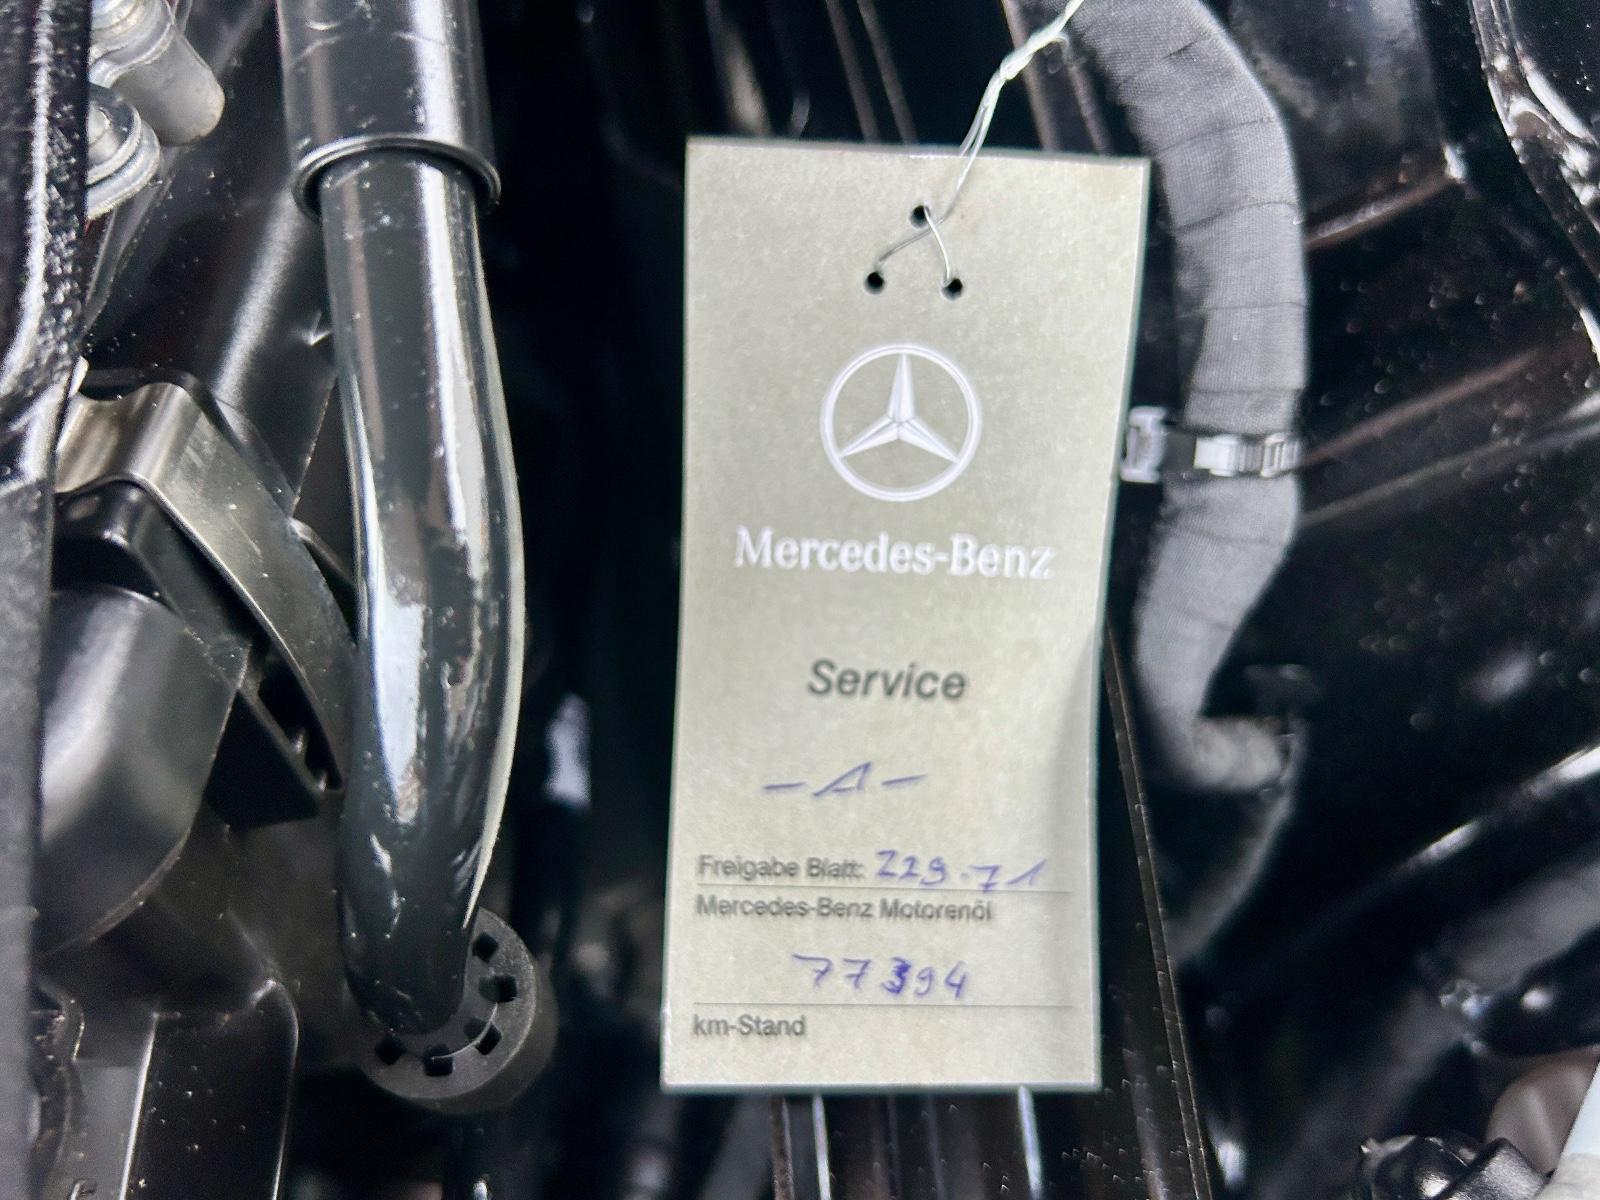 Mercedes-Benz
Service
-A-
Freigabe Blatt: 229.71
Mercedes-Benz Motorenöl
77394
km-Stand